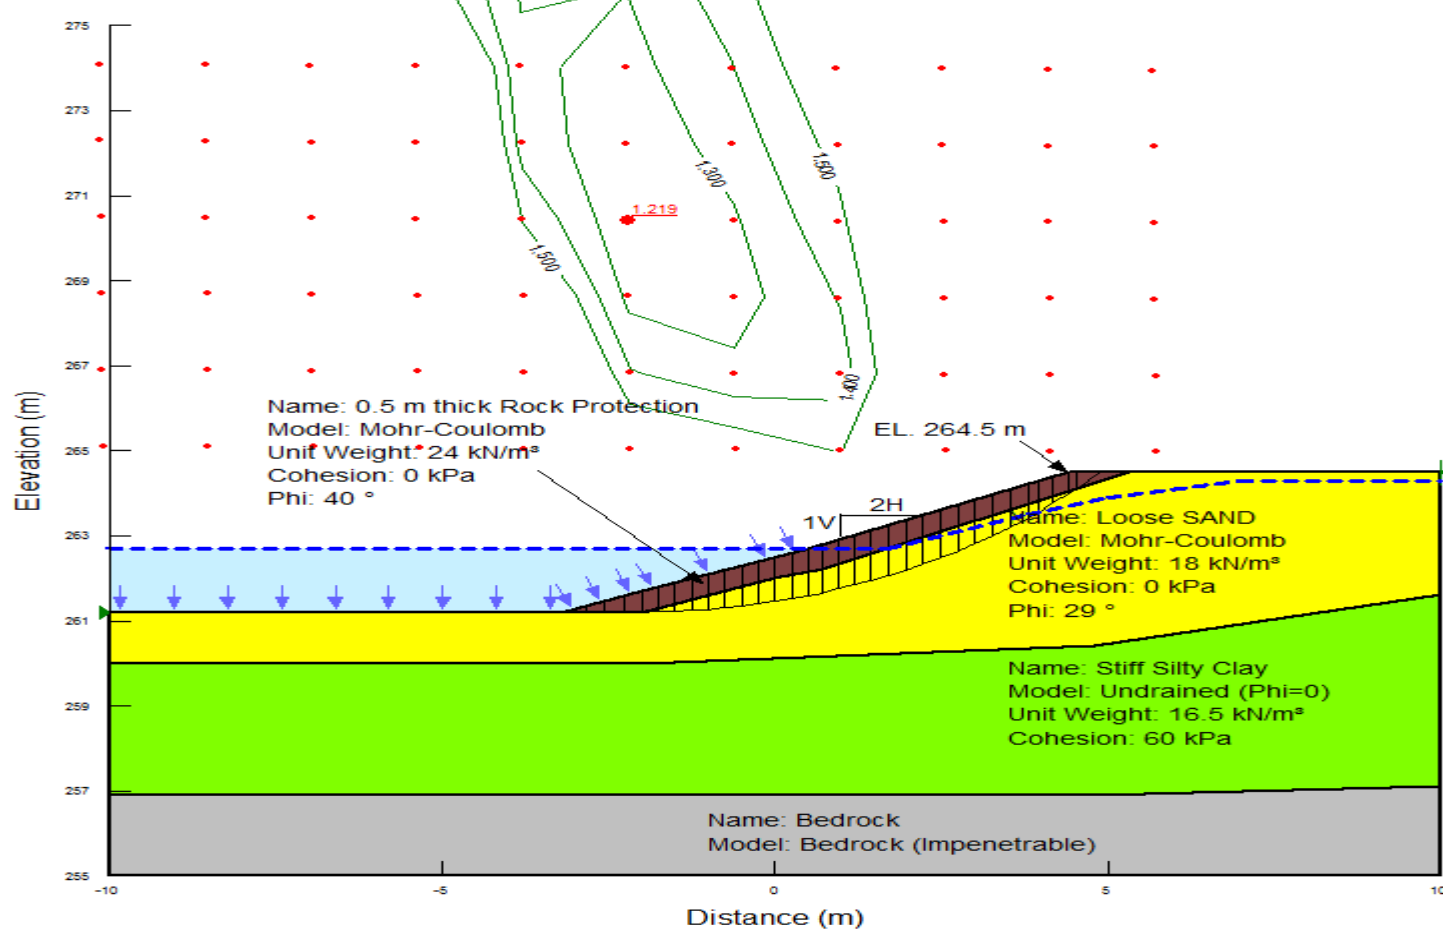 275
273
271
269
267
265
263
261
259
257
255
Elevation (m)
1.300
1.500
1.219
1.500
1.400
Name: 0.5 m thick Rock Protection
Model: Mohr-Coulomb
Unit Weight: 24 kN/m³
Cohesion: 0 kPa
Phi: 40 °
EL. 264.5 m
2H
1V
Name: Loose SAND
Model: Mohr-Coulomb
Unit Weight: 18 kN/m³
Cohesion: 0 kPa
Phi: 29 °
Name: Stiff Silty Clay
Model: Undrained (Phi=0)
Unit Weight: 16.5 kN/m³
Cohesion: 60 kPa
Name: Bedrock
Model: Bedrock (Impenetrable)
-10
-5
0
5
10
Distance (m)